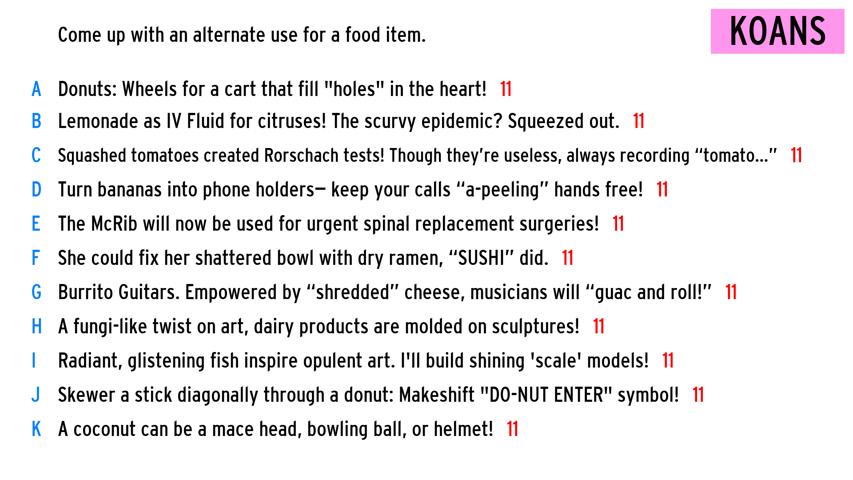 Come up with an alternate use for a food item.
KOANS
A Donuts: Wheels for a cart that fill "holes" in the heart! 11
B Lemonade as IV Fluid for citruses! The scurvy epidemic? Squeezed out. 11
C Squashed tomatoes created Rorschach tests! Though they’re useless, always recording “tomato...” 11
D Turn bananas into phone holders— keep your calls “a-peeling” hands free! 11
E The McRib will now be used for urgent spinal replacement surgeries! 11
F She could fix her shattered bowl with dry ramen, “SUSHI” did. 11
G Burrito Guitars. Empowered by “shredded” cheese, musicians will “guac and roll!” 11
H A fungi-like twist on art, dairy products are molded on sculptures! 11
I Radiant, glistening fish inspire opulent art. I'll build shining 'scale' models! 11
J Skewer a stick diagonally through a donut: Makeshift "DO-NUT ENTER" symbol! 11
K A coconut can be a mace head, bowling ball, or helmet! 11